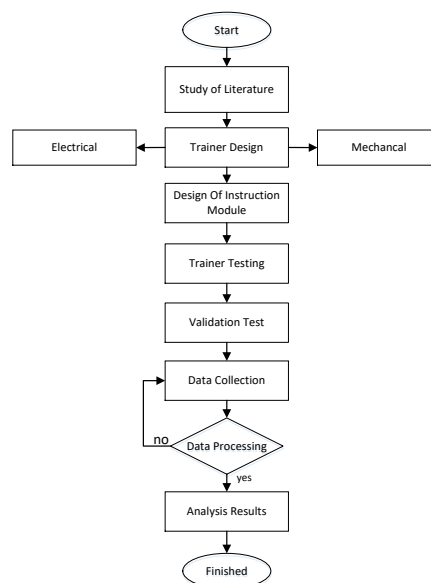 Start
Study of Literature
Electrical
Trainer Design
Mechancal
Design Of Instruction
Module
Trainer Testing
Validation Test
Data Collection
no
Data Processing
yes
Analysis Results
Finished